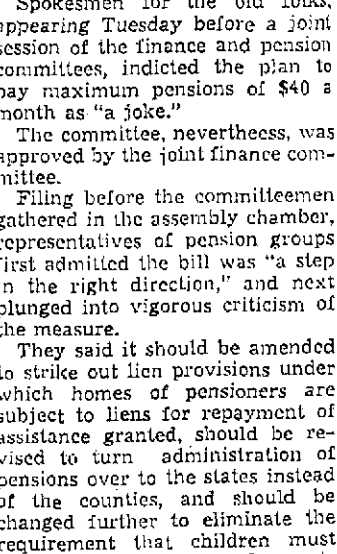 Spokesmen for the old folks,
appearing Tuesday before a joint
session of the finance and pension
committees, indicted the plan to
pay maximum pensions of $40 a
month as “a joke.”
The committee, nevertheess, was
approved by the joint finance com-
mittee.
Filing before the committeemen
gathered in the assembly chamber,
representatives of pension groups
first admitted the bill was “a step
in the right direction,” and next
plunged into vigorous criticism of
the measure.
They said it should be amended
to strike out lien provisions under
which homes of pensioners are
subject to liens for repayment of
assistance granted, should be re-
vised to turn administration of
pensions over to the states instead
of the counties, and should be
changed further to eliminate the
requirement that children must